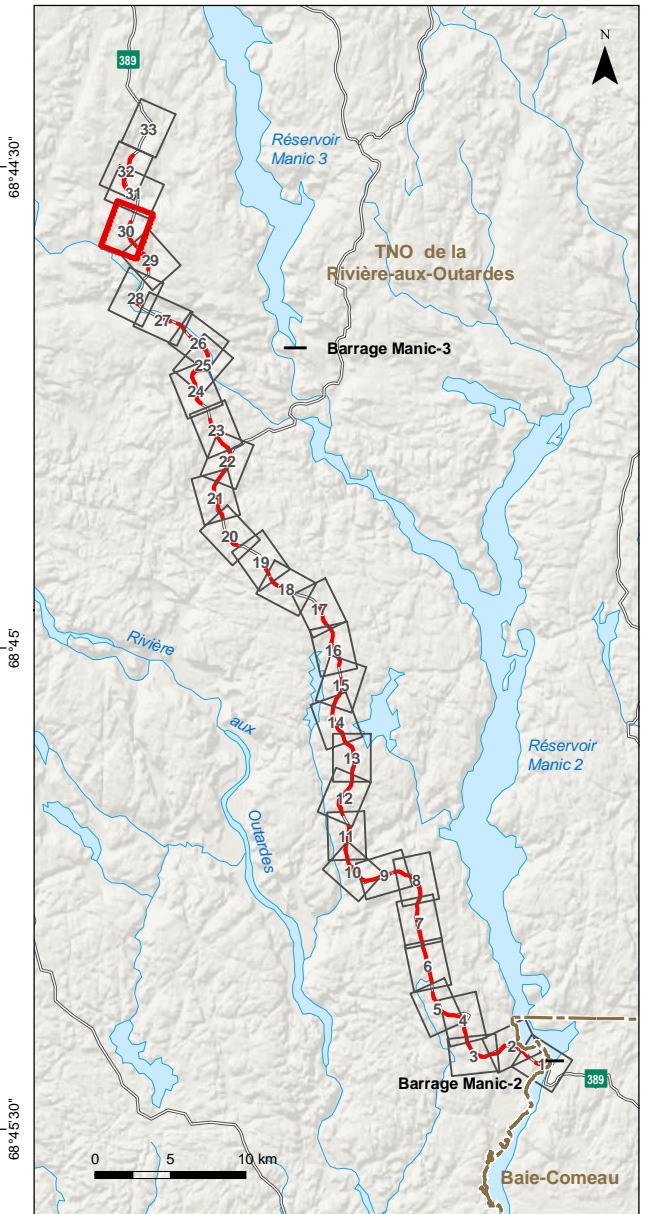 N
389
33
Réservoir
Manic 3
68°44'30"
32
31
30
TNO de la
Rivière-aux-Outardes
29
28
27
26
Barrage Manic-3
25
24
23
22
21
20
19
18
17
Rivière
16
68°45'
15
aux
14
Réservoir
Manic 2
13
12
Outardes
11
10
9
8
7
6
5
4
3
2
1
Barrage Manic-2
389
68°45'30"
0 5 10 km
Baie-Comeau